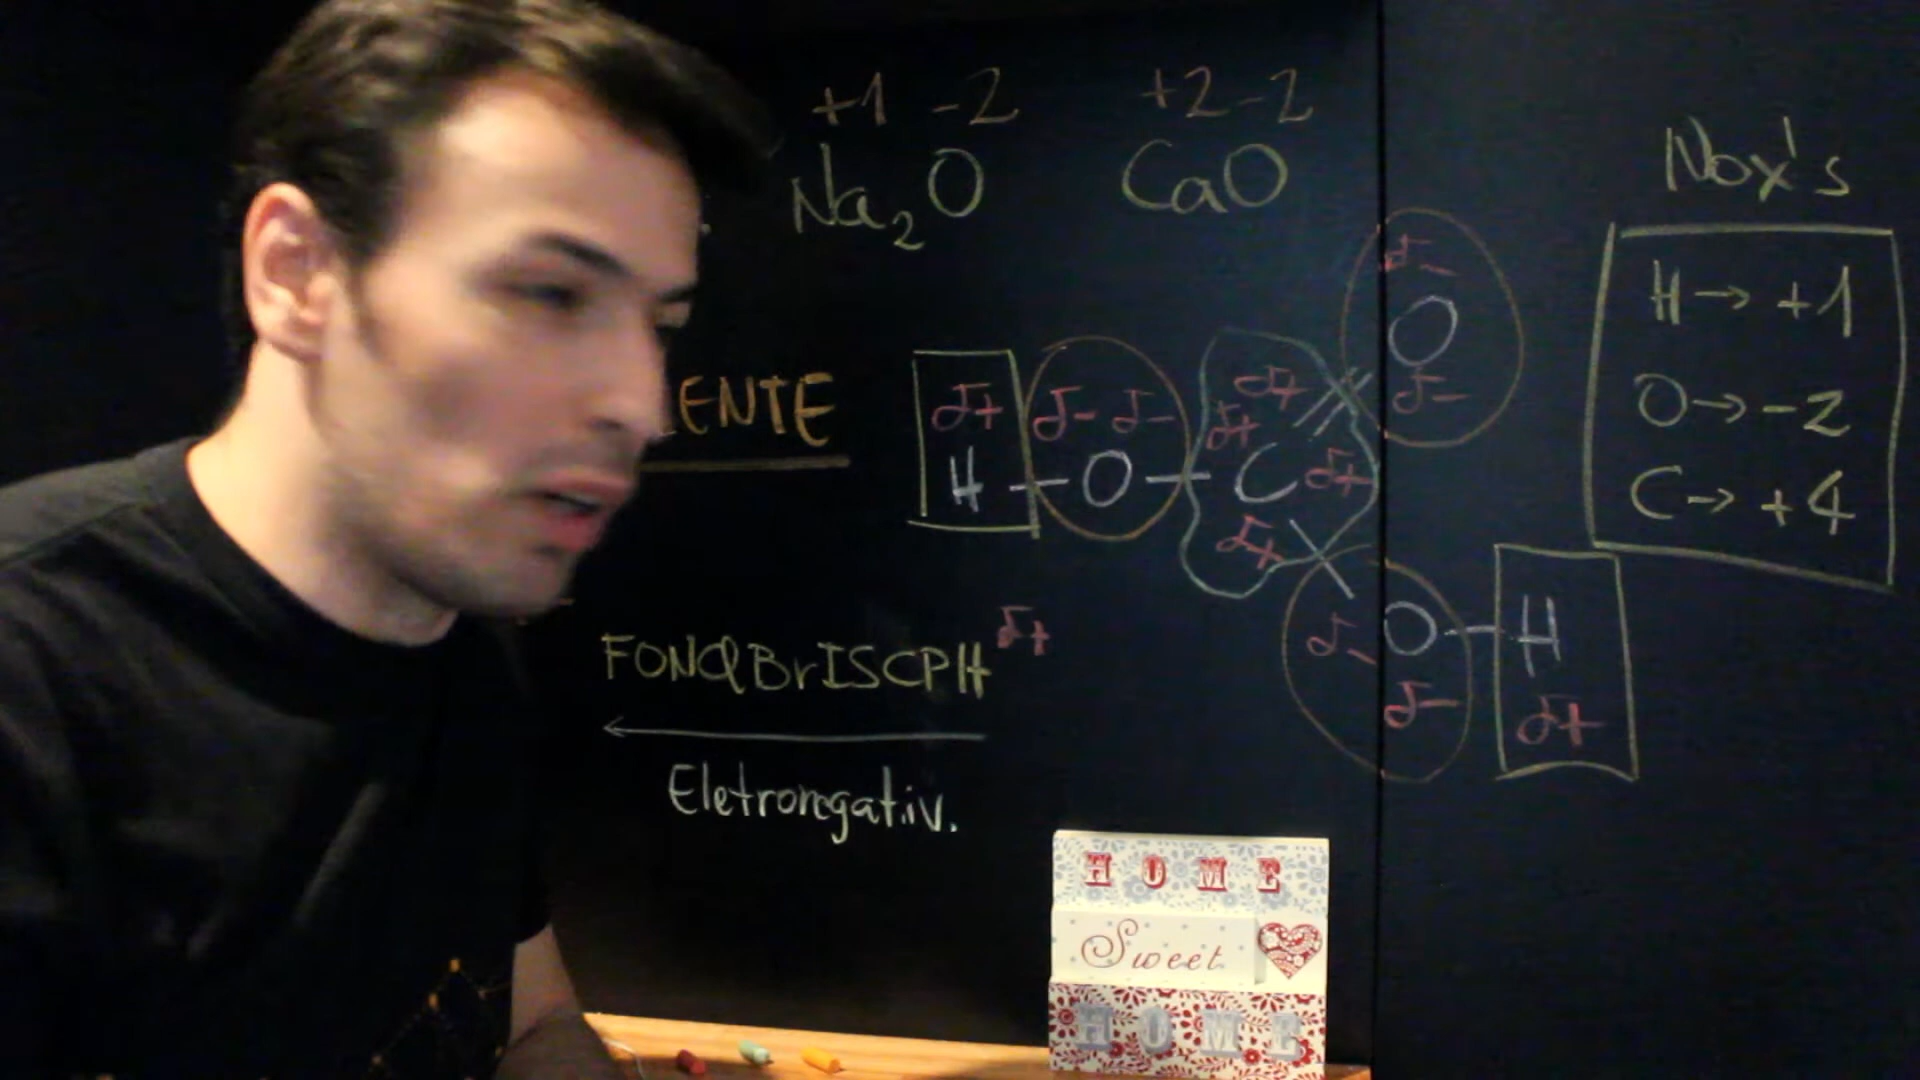 +1 -2 +2 -2
Na2O CaO
Nox's
H → +1
O → -2
C → +4
δ-
O
δ-
ENTE
δ+ δ- δ- δ+ δ+
H - O - C δ+
δ+
δ- O - H
δ- δ+
FONClBrISCPH δ+
←
Eletronegativ.
HOME
Sweet
HOME